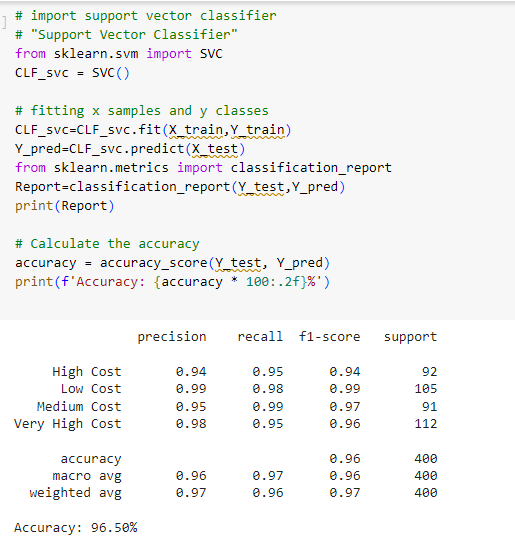 # import support vector classifier
# "Support Vector Classifier"
from sklearn.svm import SVC
CLF_svc = SVC()
# fitting x samples and y classes
CLF_svc=CLF_svc.fit(X_train,Y_train)
Y_pred=CLF_svc.predict(X_test)
from sklearn.metrics import classification_report
Report=classification_report(Y_test,Y_pred)
print(Report)
# Calculate the accuracy
accuracy = accuracy_score(Y_test, Y_pred)
print(f'Accuracy: {accuracy * 100:.2f}%')
precision recall f1-score support
High Cost 0.94 0.95 0.94 92
Low Cost 0.99 0.98 0.99 105
Medium Cost 0.95 0.99 0.97 91
Very High Cost 0.98 0.95 0.96 112
accuracy 0.96 400
macro avg 0.96 0.97 0.96 400
weighted avg 0.97 0.96 0.97 400
Accuracy: 96.50%